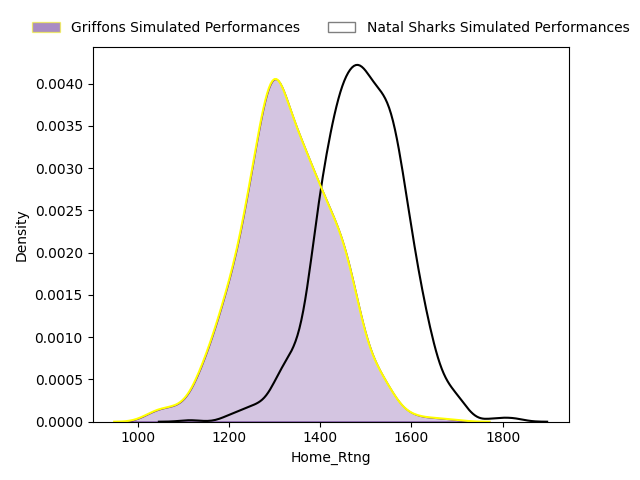 Griffons Simulated Performances
Natal Sharks Simulated Performances
0.0040
0.0035
0.0030
0.0025
0.0020
0.0015
0.0010
0.0005
0.0000
Density
1000 1200 1400 1600 1800
Home_Rtng